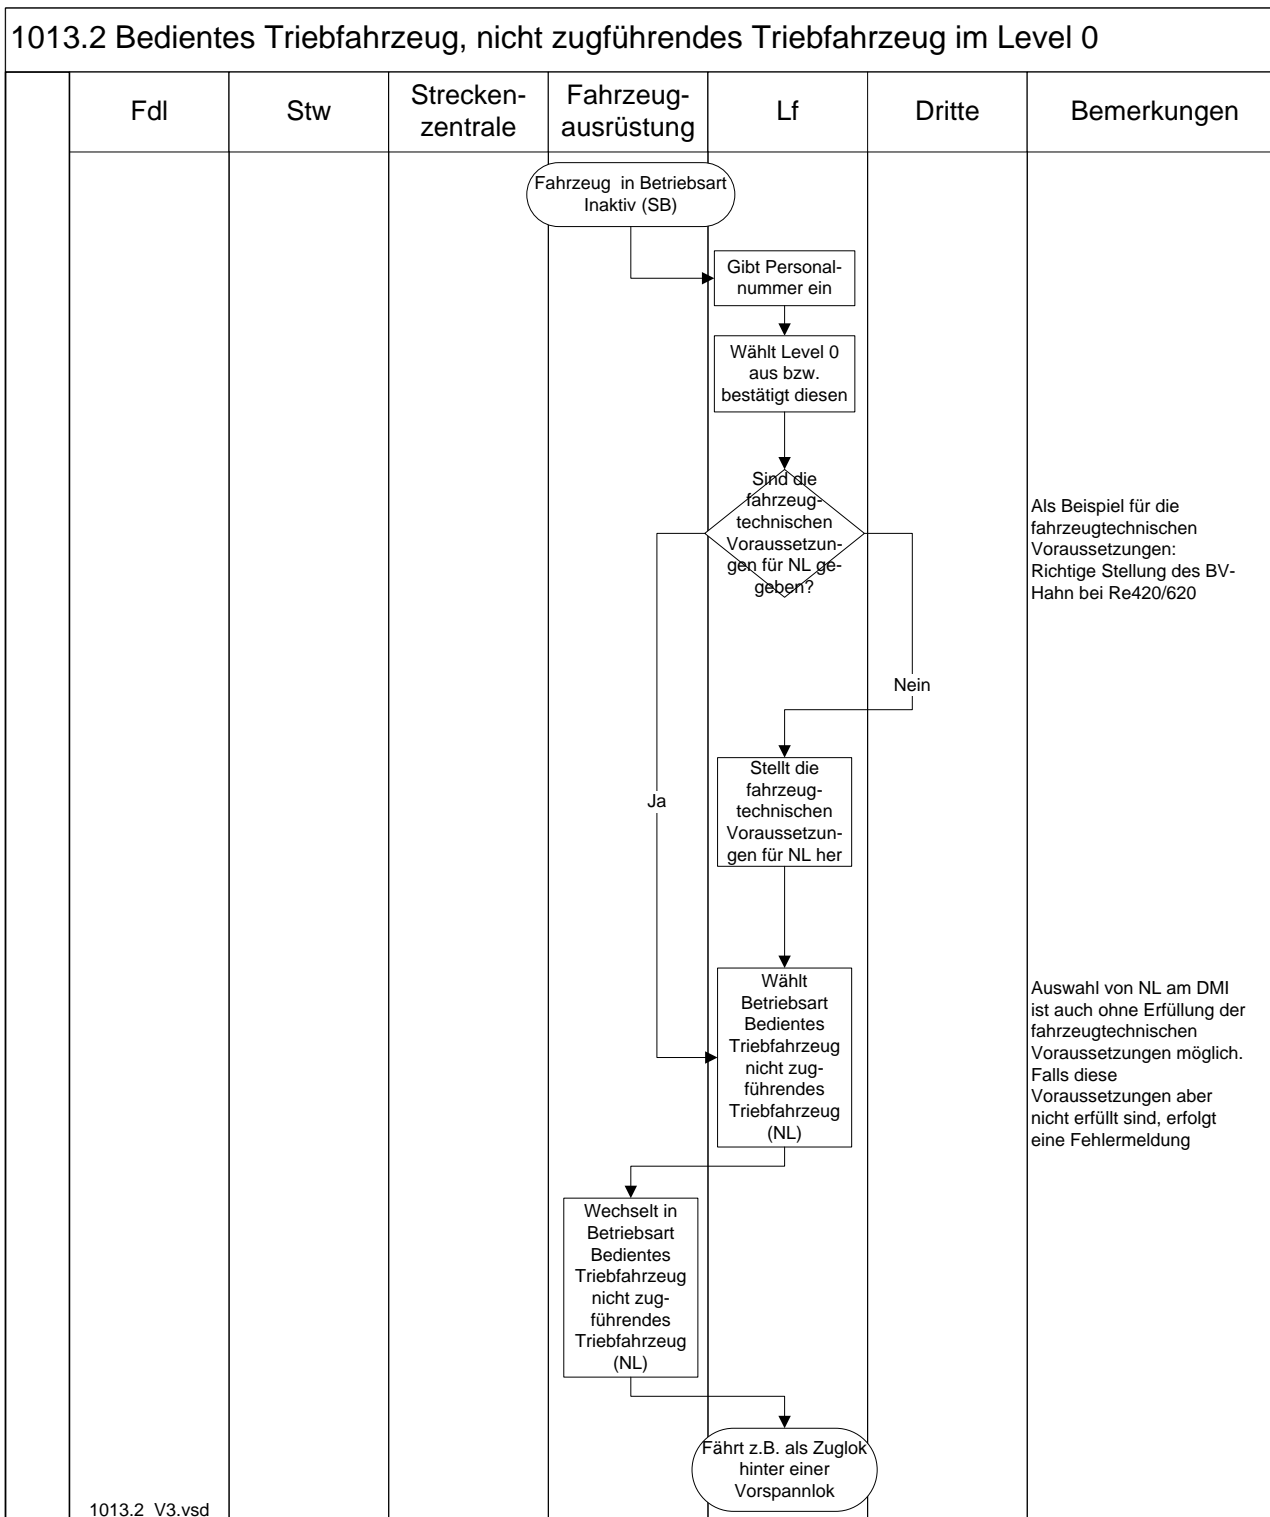 1013.2 Bedientes Triebfahrzeug, nicht zugführendes Triebfahrzeug im Level 0
Fdl
Stw
Strecken-
zentrale
Fahrzeug-
ausrüstung
Lf
Dritte
Bemerkungen
Fahrzeug in Betriebsart
Inaktiv (SB)
Gibt Personal-
nummer ein
Wählt Level 0
aus bzw.
bestätigt diesen
Sind die
fahrzeug-
technischen
Voraussetzun-
gen für NL ge-
geben?
Als Beispiel für die
fahrzeugtechnischen
Voraussetzungen:
Richtige Stellung des BV-
Hahn bei Re420/620
Nein
Stellt die
fahrzeug-
technischen
Voraussetzun-
gen für NL her
Ja
Wählt
Betriebsart
Bedientes
Triebfahrzeug
nicht zug-
führendes
Triebfahrzeug
(NL)
Auswahl von NL am DMI
ist auch ohne Erfüllung der
fahrzeugtechnischen
Voraussetzungen möglich.
Falls diese
Voraussetzungen aber
nicht erfüllt sind, erfolgt
eine Fehlermeldung
Wechselt in
Betriebsart
Bedientes
Triebfahrzeug
nicht zug-
führendes
Triebfahrzeug
(NL)
Fährt z.B. als Zuglok
hinter einer
Vorspannlok
1013.2_V3.vsd